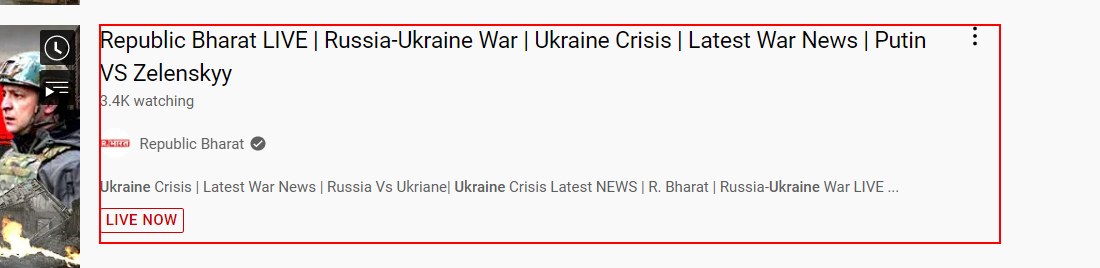 Republic Bharat LIVE | Russia-Ukraine War | Ukraine Crisis | Latest War News | Putin
VS Zelenskyy
3.4K watching
R.भारत
Republic Bharat
Ukraine Crisis | Latest War News | Russia Vs Ukriane| Ukraine Crisis Latest NEWS | R. Bharat | Russia-Ukraine War LIVE ...
LIVE NOW